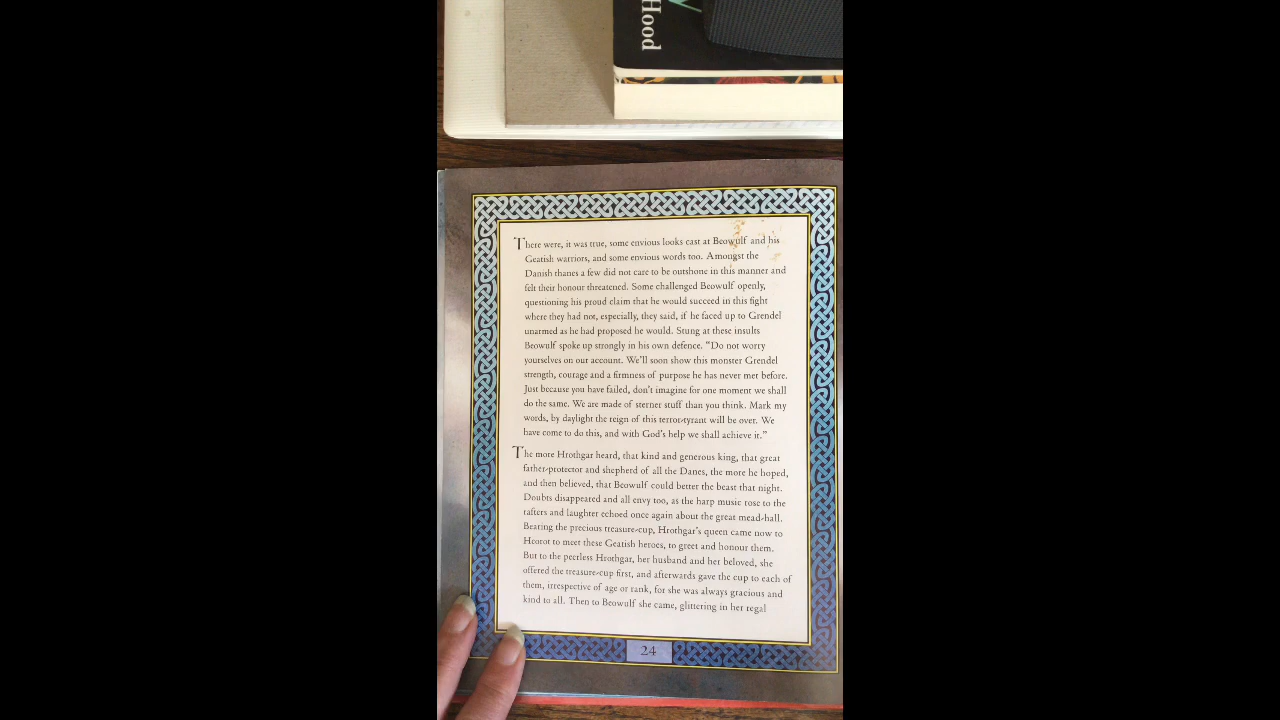 Hood
There were, it was true, some envious looks cast at Beowulf and his
Geatish warriors, and some envious words too. Amongst the
Danish thanes a few did not care to be outshone in this manner and
felt their honour threatened. Some challenged Beowulf openly,
questioning his proud claim that he would succeed in this fight
where they had not, especially, they said, if he faced up to Grendel
unarmed as he had proposed he would. Stung at these insults
Beowulf spoke up strongly in his own defence. “Do not worry
yourselves on our account. We'll soon show this monster Grendel
strength, courage and a firmness of purpose he has never met before.
Just because you have failed, don't imagine for one moment we shall
do the same. We are made of sterner stuff than you think. Mark my
words, by daylight the reign of this terror-tyrant will be over. We
have come to do this, and with God's help we shall achieve it.”
The more Hrothgar heard, that kind and generous king, that great
father-protector and shepherd of all the Danes, the more he hoped,
and then believed, that Beowulf could better the beast that night.
Doubts disappeared and all envy too, as the harp music rose to the
rafters and laughter echoed once again about the great mead-hall.
Bearing the precious treasure-cup, Hrothgar's queen came now to
Heorot to meet these Geatish heroes, to greet and honour them.
But to the peerless Hrothgar, her husband and her beloved, she
offered the treasure-cup first, and afterwards gave the cup to each of
them, irrespective of age or rank, for she was always gracious and
kind to all. Then to Beowulf she came, glittering in her regal
24